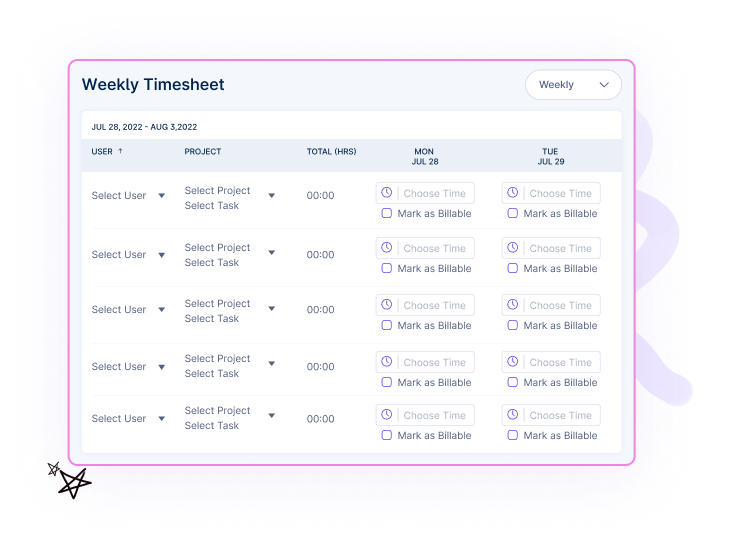 Weekly Timesheet
Weekly
JUL 28, 2022 - AUG 3,2022
USER ↑ PROJECT TOTAL (HRS) MON TUE
JUL 28 JUL 29
Select User Select Project 00:00 Choose Time Choose Time
Select Task Mark as Billable Mark as Billable
Select User Select Project 00:00 Choose Time Choose Time
Select Task Mark as Billable Mark as Billable
Select User Select Project 00:00 Choose Time Choose Time
Select Task Mark as Billable Mark as Billable
Select User Select Project 00:00 Choose Time Choose Time
Select Task Mark as Billable Mark as Billable
Select User Select Project 00:00 Choose Time Choose Time
Select Task Mark as Billable Mark as Billable